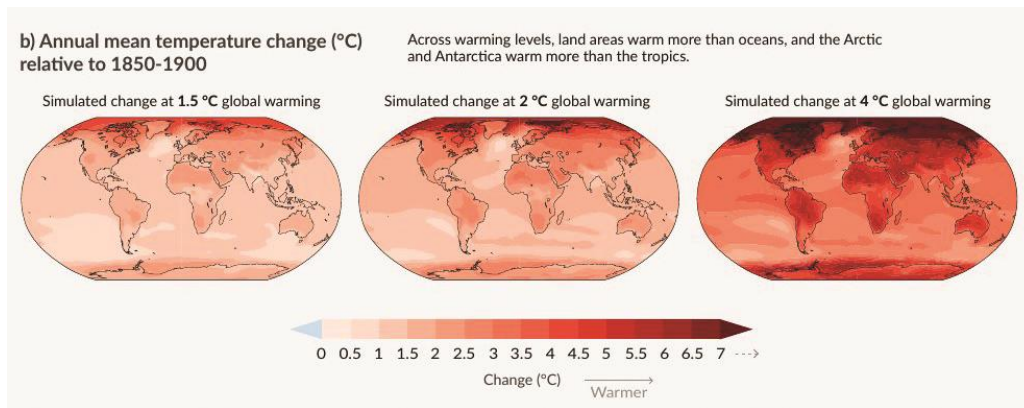 b) Annual mean temperature change (°C)
relative to 1850-1900
Across warming levels, land areas warm more than oceans, and the Arctic
and Antarctica warm more than the tropics.
Simulated change at 1.5 °C global warming
Simulated change at 2 °C global warming
Simulated change at 4 °C global warming
0 0.5 1 1.5 2 2.5 3 3.5 4 4.5 5 5.5 6 6.5 7
Change (°C)
Warmer